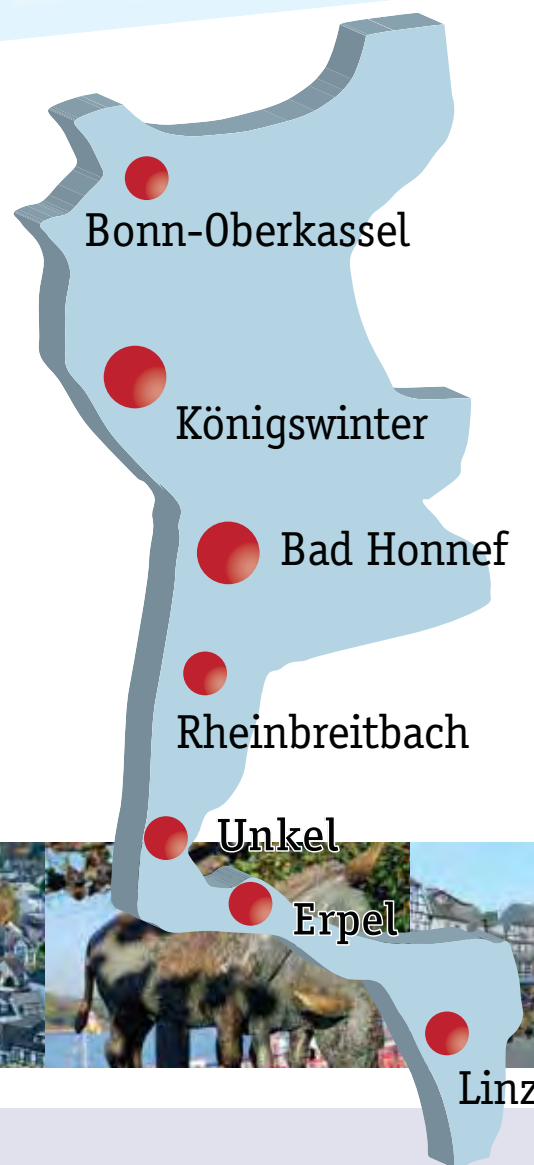 Bonn-Oberkassel
Königswinter
Bad Honnef
Rheinbreitbach
Unkel
Erpel
Linz